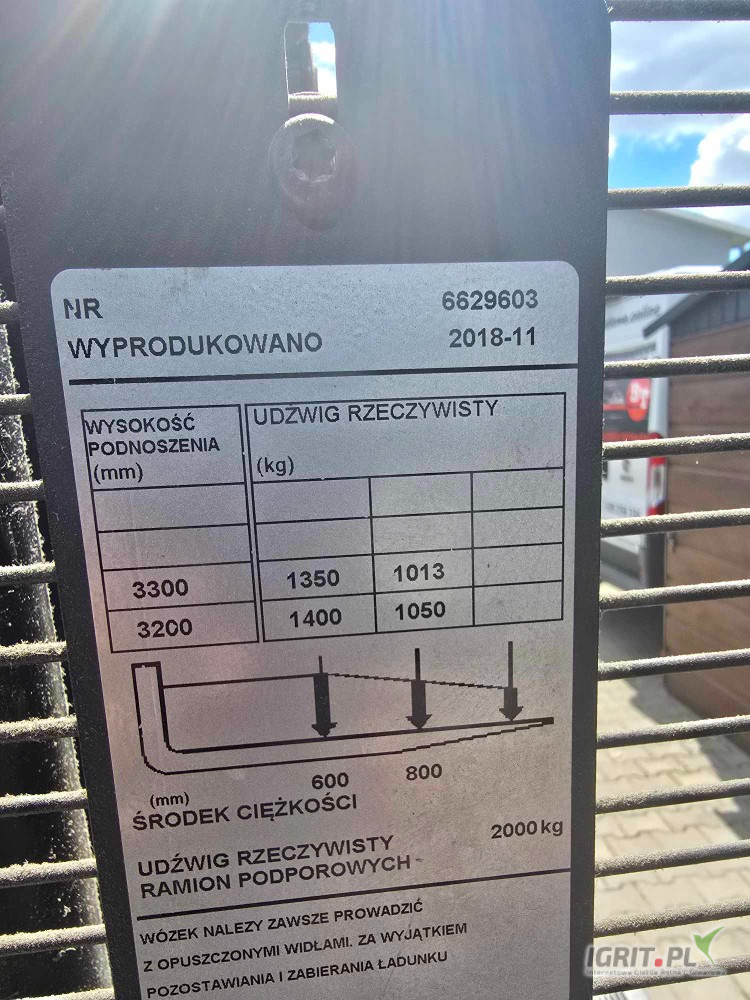 NR 6629603
WYPRODUKOWANO 2018-11
WYSOKOŚĆ
PODNOSZENIA
(mm)
UDŹWIG RZECZYWISTY
(kg)
3300 1350 1013
3200 1400 1050
600 800
(mm)
ŚRODEK CIĘŻKOŚCI
UDŹWIG RZECZYWISTY
RAMION PODPOROWYCH 2000 kg
WÓZEK NALEZY ZAWSZE PROWADZIĆ
Z OPUSZCZONYMI WIDŁAMI. ZA WYJĄTKIEM
POZOSTAWIANIA I ZABIERANIA ŁADUNKU
IGRIT.PL